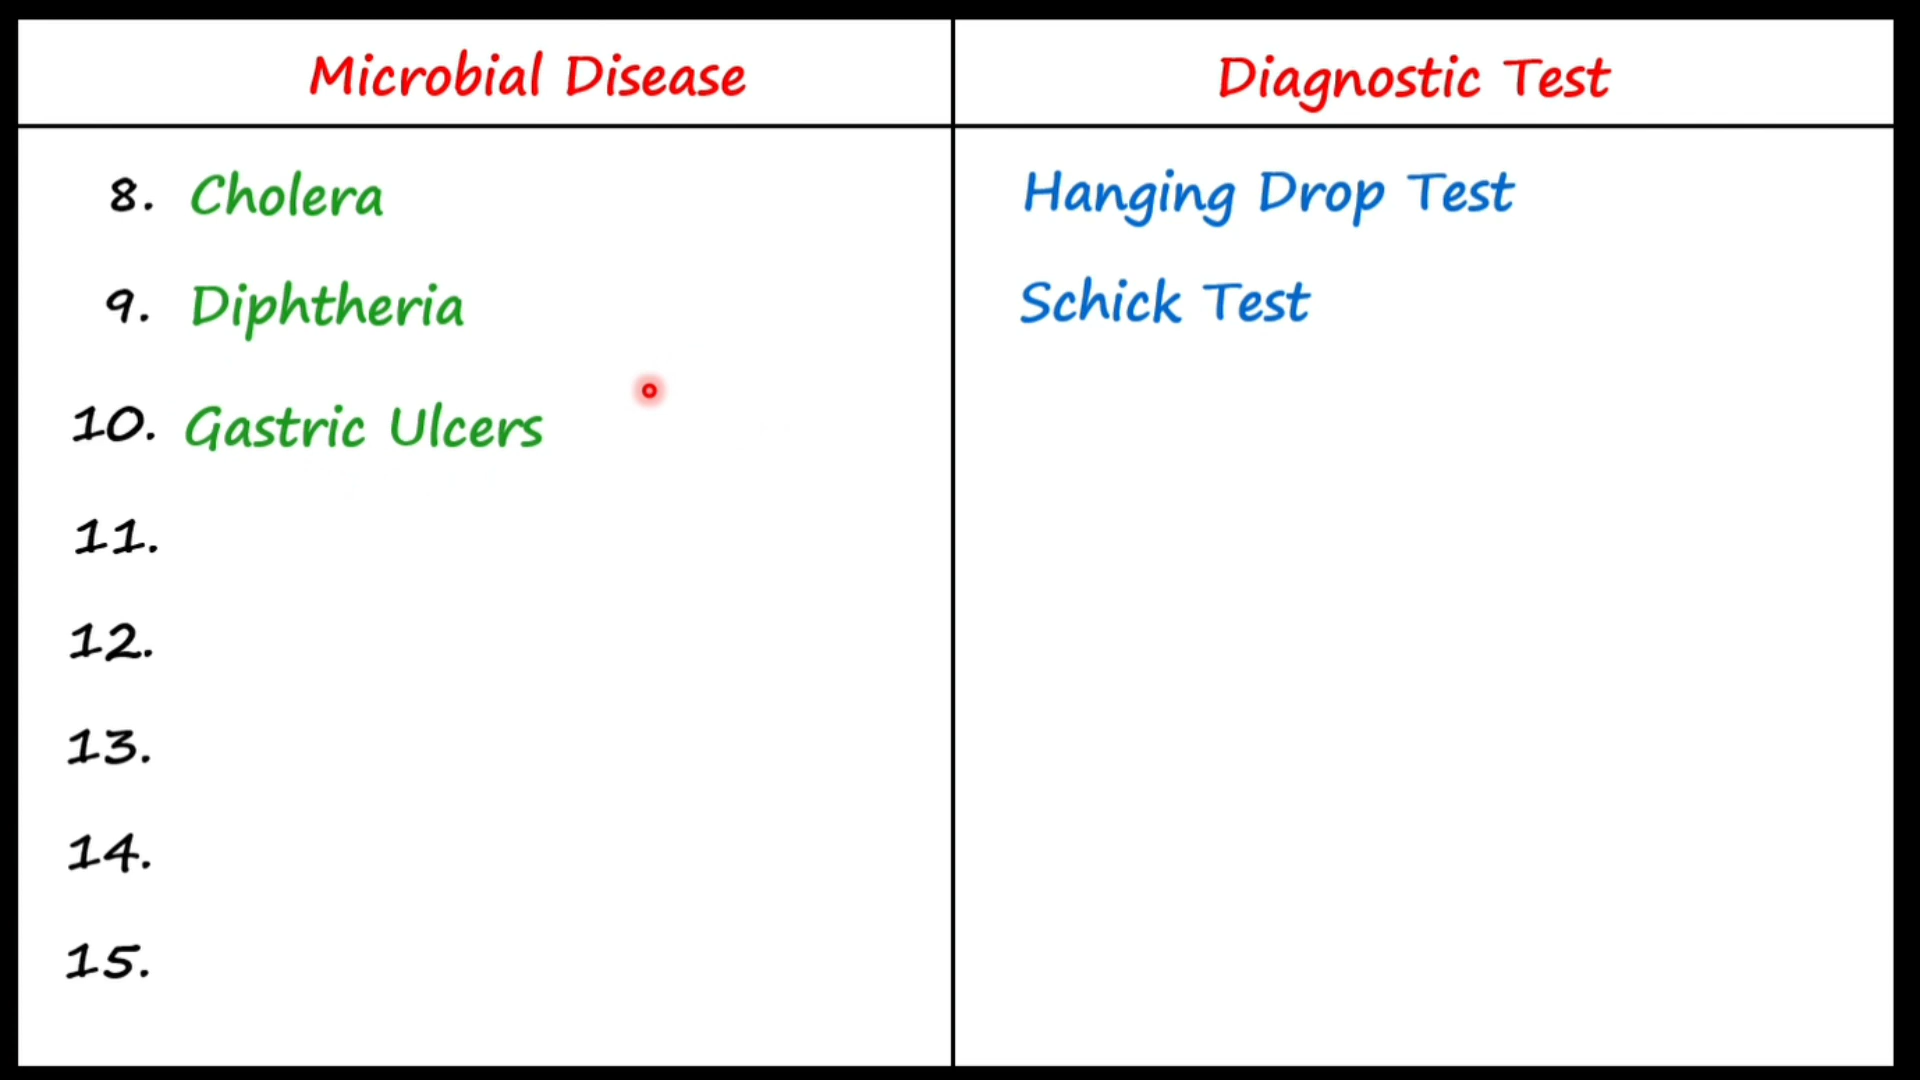 Microbial Disease Diagnostic Test
8. Cholera Hanging Drop Test
9. Diphtheria Schick Test
10. Gastric Ulcers
11.
12.
13.
14.
15.